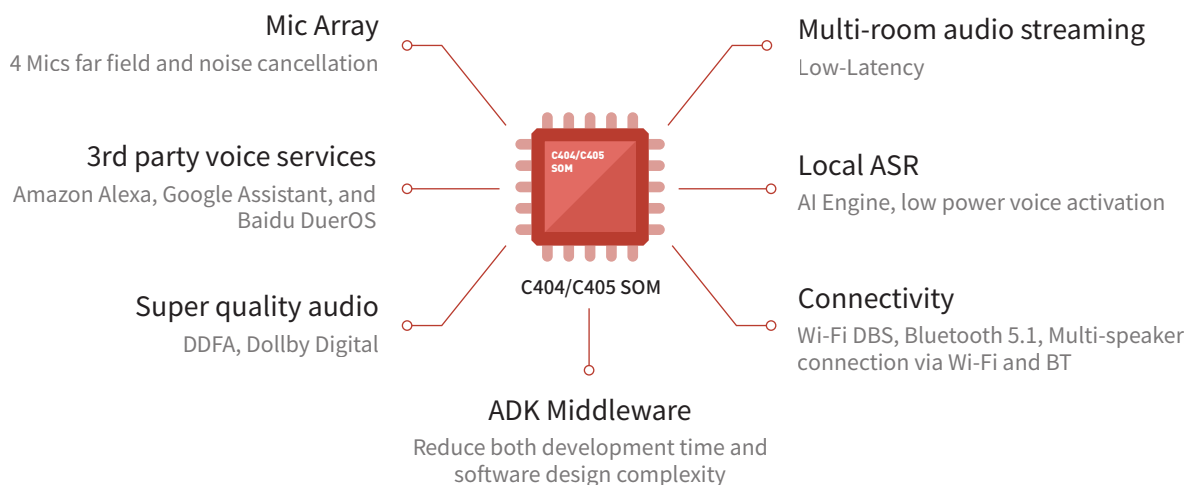 Mic Array
4 Mics far field and noise cancellation
3rd party voice services
Amazon Alexa, Google Assistant, and
Baidu DuerOS
Super quality audio
DDFA, Dollby Digital
C404/C405
SOM
C404/C405 SOM
ADK Middleware
Reduce both development time and
software design complexity
Multi-room audio streaming
Low-Latency
Local ASR
AI Engine, low power voice activation
Connectivity
Wi-Fi DBS, Bluetooth 5.1, Multi-speaker
connection via Wi-Fi and BT